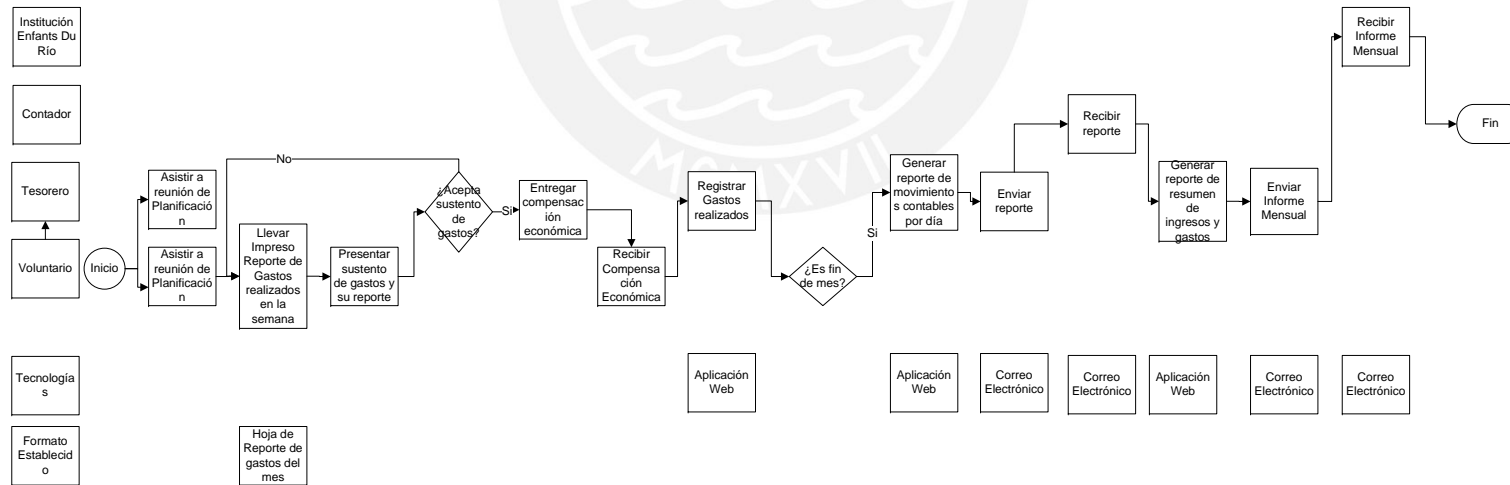 Institución
Enfants Du
Río
Recibir
Informe
Mensual
Contador
Recibir
reporte
Fin
MCMXVII
No
Tesorero
Asistir a
reunión de
Planificació
n
¿Acepta
sustento
de
gastos?
Si
Entregar
compensac
ión
económica
Registrar
Gastos
realizados
Generar
reporte de
movimiento
s contables
por día
Enviar
reporte
Generar
reporte de
resumen
de
ingresos y
gastos
Enviar
Informe
Mensual
Voluntario
Inicio
Asistir a
reunión de
Planificació
n
Llevar
Impreso
Reporte de
Gastos
realizados
en la
semana
Presentar
sustento
de gastos y
su reporte
Recibir
Compensa
ción
Económica
¿Es fin
de mes?
Si
Tecnología
s
Aplicación
Web
Aplicación
Web
Correo
Electrónico
Correo
Electrónico
Aplicación
Web
Correo
Electrónico
Correo
Electrónico
Formato
Establecid
o
Hoja de
Reporte de
gastos del
mes